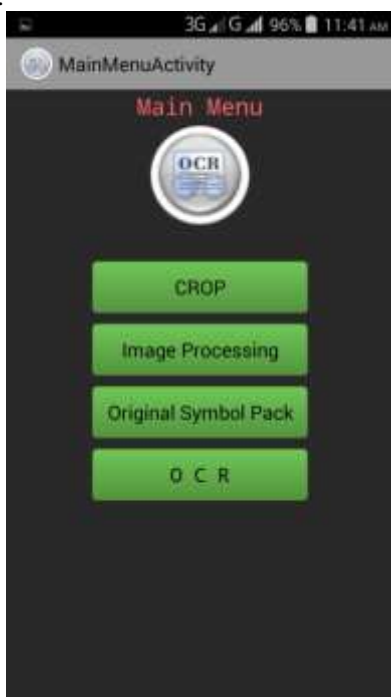 3G G 96% 11:41 AM
MainMenuActivity
Main Menu
OCR
CROP
Image Processing
Original Symbol Pack
O C R